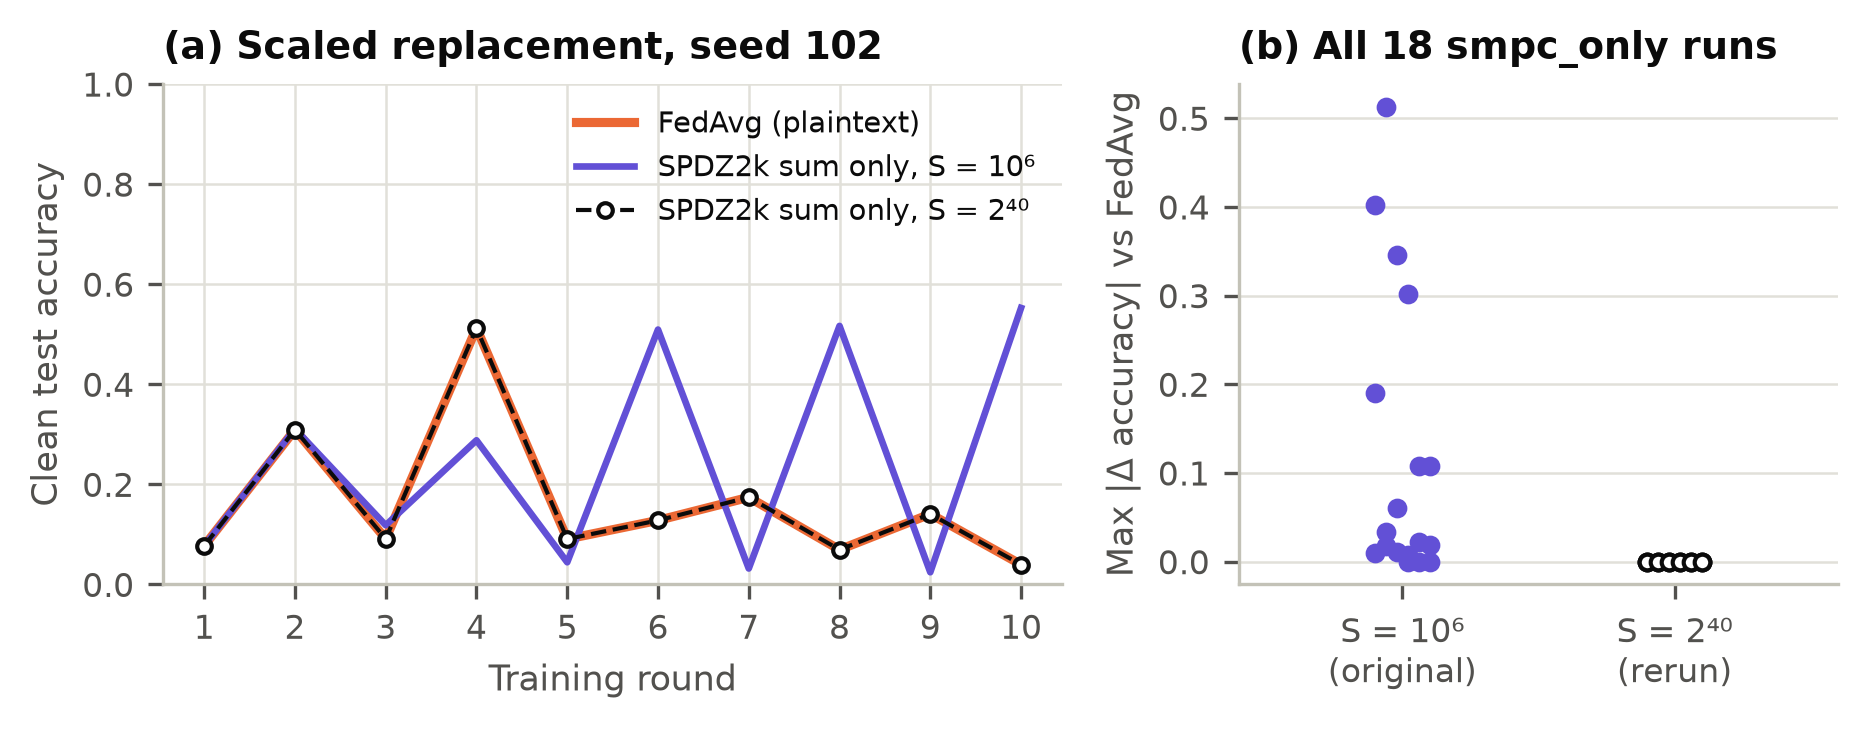 (a) Scaled replacement, seed 102
Clean test accuracy
1.0
0.8
0.6
0.4
0.2
0.0
FedAvg (plaintext)
SPDZ2k sum only, S = 10⁶
SPDZ2k sum only, S = 2⁴⁰
1 2 3 4 5 6 7 8 9 10
Training round
(b) All 18 smpc_only runs
Max |Δ accuracy| vs FedAvg
0.5
0.4
0.3
0.2
0.1
0.0
S = 10⁶
(original)
S = 2⁴⁰
(rerun)